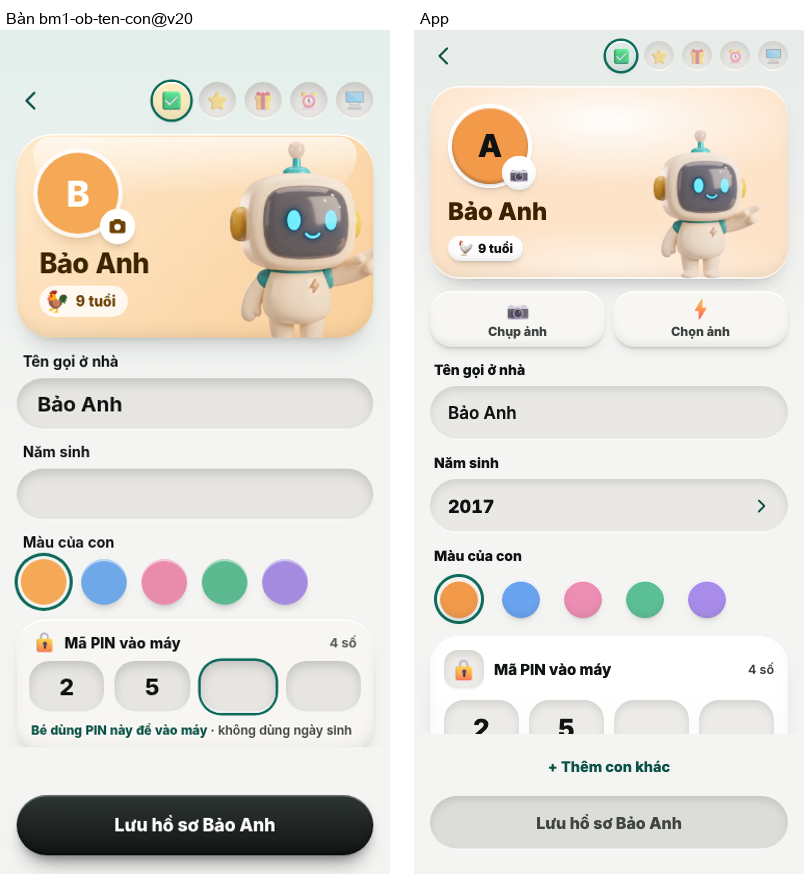 Bản bm1-ob-ten-con@v20
B
Bảo Anh
9 tuổi
Tên gọi ở nhà
Bảo Anh
Năm sinh
Màu của con
Mã PIN vào máy
4 số
2
5
Bé dùng PIN này để vào máy · không dùng ngày sinh
Lưu hồ sơ Bảo Anh
App
A
Bảo Anh
9 tuổi
Chụp ảnh
Chọn ảnh
Tên gọi ở nhà
Bảo Anh
Năm sinh
2017
Màu của con
Mã PIN vào máy
4 số
2
5
+ Thêm con khác
Lưu hồ sơ Bảo Anh